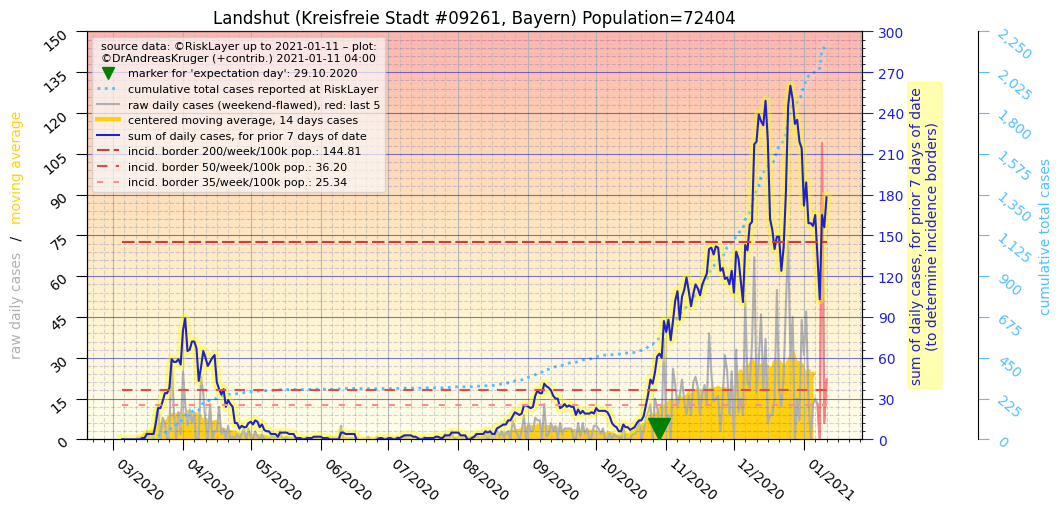 Landshut (Kreisfreie Stadt #09261, Bayern) Population=72404
source data: ©RiskLayer up to 2021-01-11 – plot:
©DrAndreasKruger (+contrib.) 2021-01-11 04:00
marker for 'expectation day': 29.10.2020
cumulative total cases reported at RiskLayer
raw daily cases (weekend-flawed), red: last 5
centered moving average, 14 days cases
sum of daily cases, for prior 7 days of date
incid. border 200/week/100k pop.: 144.81
incid. border 50/week/100k pop.: 36.20
incid. border 35/week/100k pop.: 25.34
raw daily cases / moving average
150
135
120
105
90
75
60
45
30
15
0
03/2020
04/2020
05/2020
06/2020
07/2020
08/2020
09/2020
10/2020
11/2020
12/2020
01/2021
300
270
240
210
180
150
120
90
60
30
0
sum of daily cases, for prior 7 days of date
(to determine incidence borders)
2,250
2,025
1,800
1,575
1,350
1,125
900
675
450
225
0
cumulative total cases